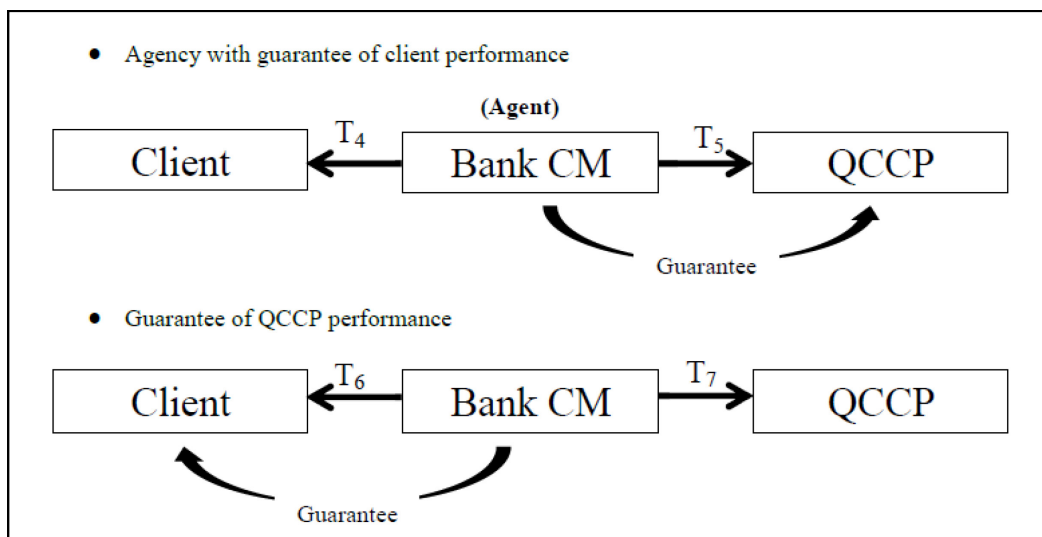 ● Agency with guarantee of client performance
(Agent)
Client T4 Bank CM T5 QCCP
Guarantee
● Guarantee of QCCP performance
Client T6 Bank CM T7 QCCP
Guarantee